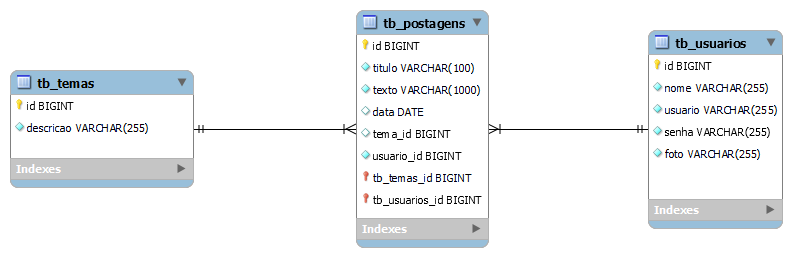 tb_temas
id BIGINT
descricao VARCHAR(255)
Indexes
tb_postagens
id BIGINT
titulo VARCHAR(100)
texto VARCHAR(1000)
data DATE
tema_id BIGINT
usuario_id BIGINT
tb_temas_id BIGINT
tb_usuarios_id BIGINT
Indexes
tb_usuarios
id BIGINT
nome VARCHAR(255)
usuario VARCHAR(255)
senha VARCHAR(255)
foto VARCHAR(255)
Indexes